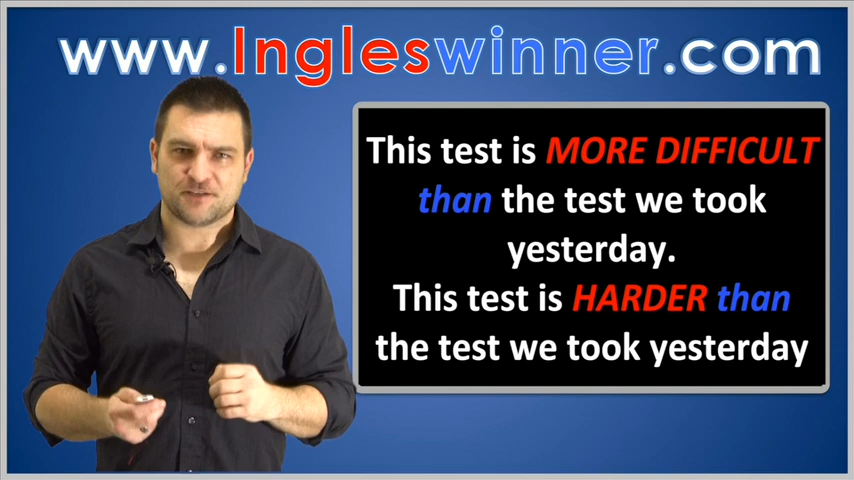 www.Ingleswinner.com
This test is MORE DIFFICULT
than the test we took
yesterday.
This test is HARDER than
the test we took yesterday